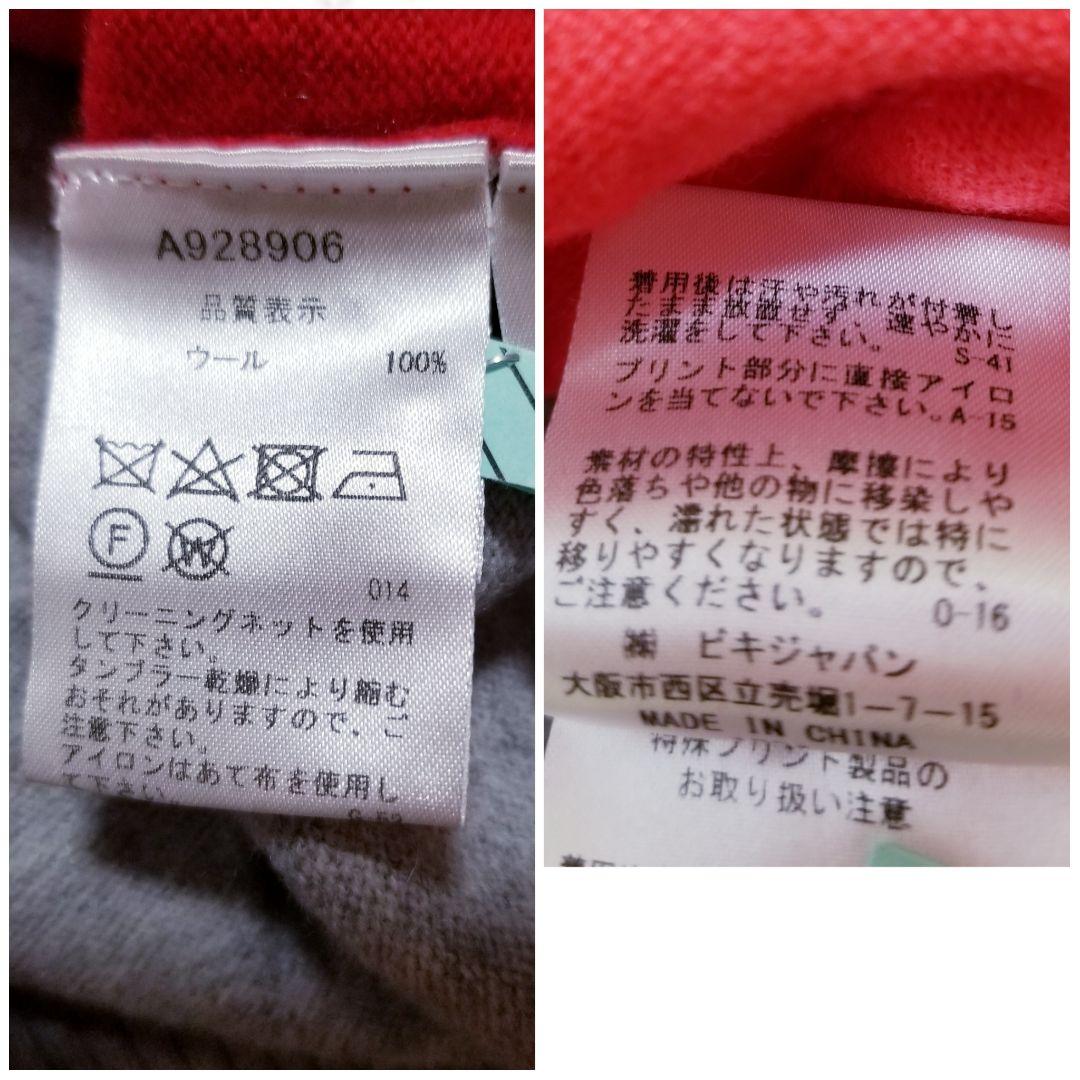 A928906
品質表示
ウール 100%
F
W
014
クリーニングネットを使用
して下さい。
タンブラー乾燥により縮む
おそれがありますので、ご
注意下さい。
アイロンはあて布を使用し
て下さい。
S-52
着用後は汗や汚れが付着し
たまま放置せず、速やかに
洗濯をして下さい。
S-41
プリント部分に直接アイロ
ンを当てないで下さい。A-15
素材の特性上、摩擦により
色落ちや他の物に移染しや
すく、濡れた状態では特に
移りやすくなりますので、
ご注意ください。
O-16
㈱ ビキジャパン
大阪市西区立売堀1-7-15
MADE IN CHINA
特殊プリント製品の
お取り扱い注意